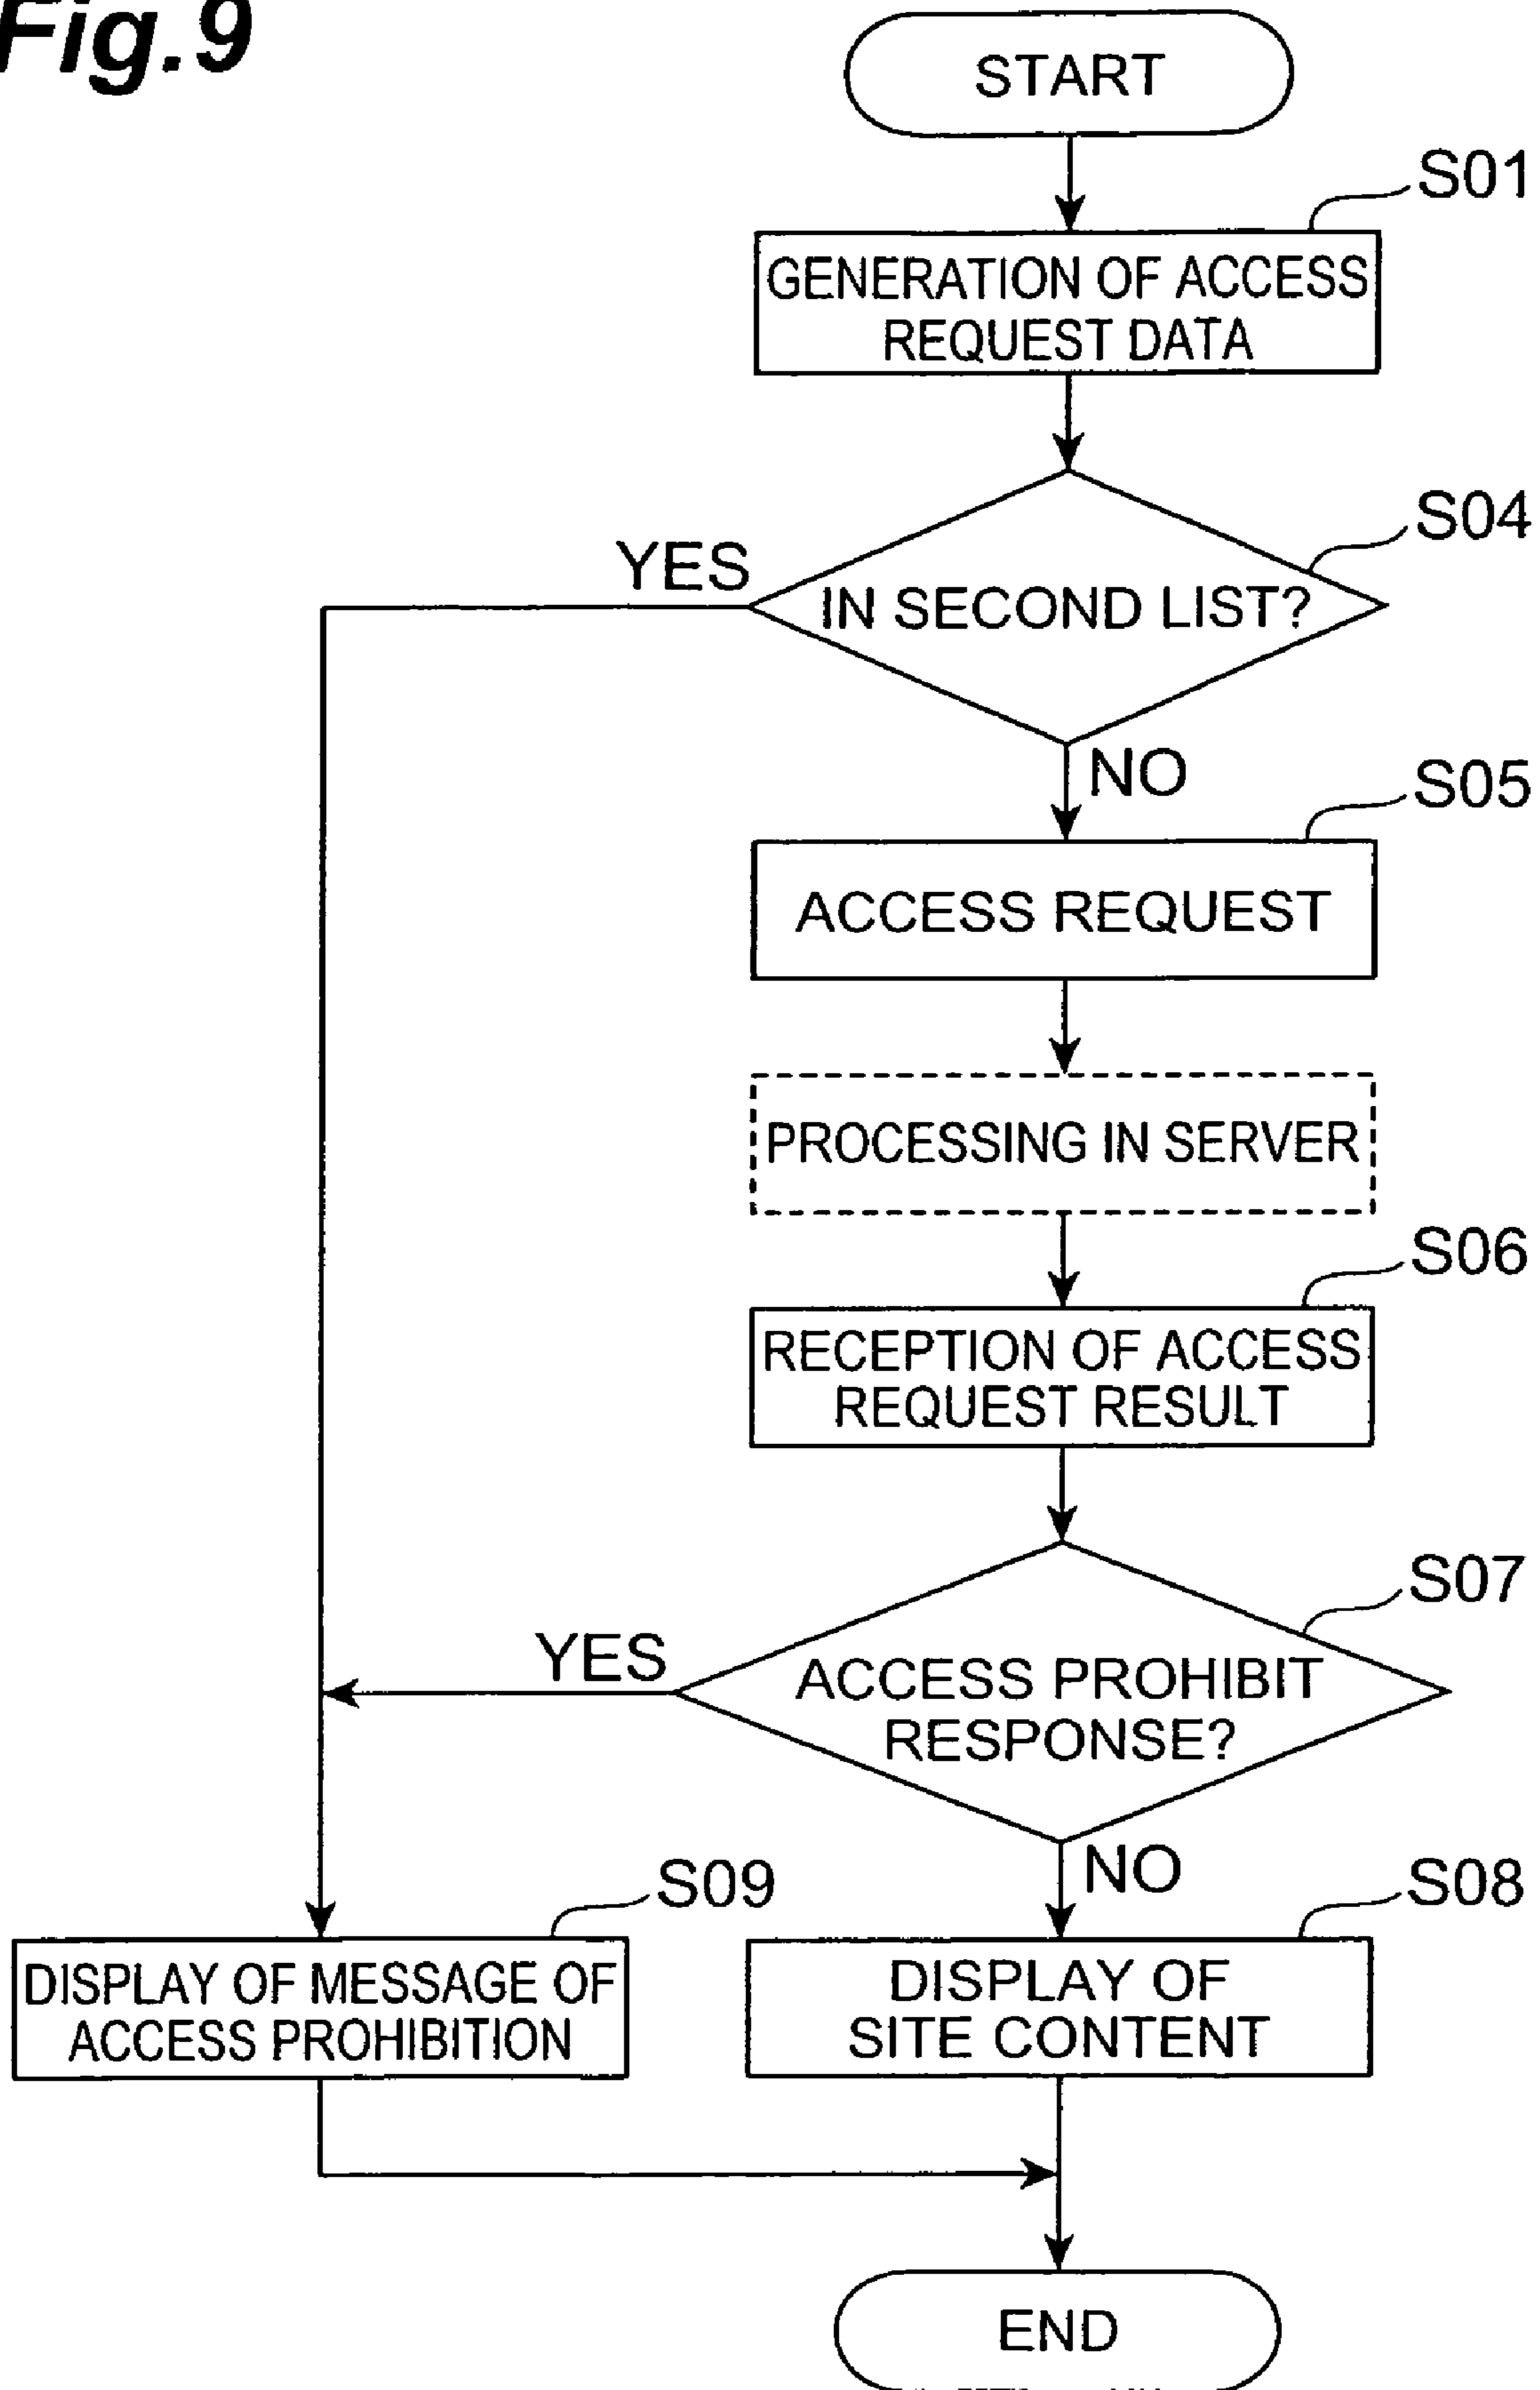 Fig.9
START
S01
GENERATION OF ACCESS
REQUEST DATA
S04
YES
IN SECOND LIST?
NO
S05
ACCESS REQUEST
PROCESSING IN SERVER
S06
RECEPTION OF ACCESS
REQUEST RESULT
S07
YES
ACCESS PROHIBIT
RESPONSE?
NO
S09
S08
DISPLAY OF MESSAGE OF
ACCESS PROHIBITION
DISPLAY OF
SITE CONTENT
END